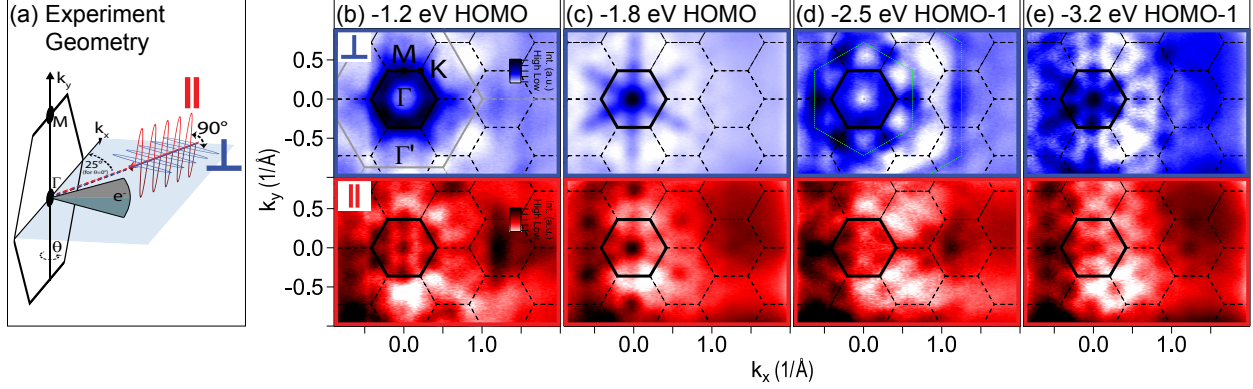 (a) Experiment
Geometry
k_y
M
k_x
25°
(for θ=0°)
Γ
e⁻
θ
||
90°
⊥
(b) -1.2 eV HOMO
(c) -1.8 eV HOMO
(d) -2.5 eV HOMO-1
(e) -3.2 eV HOMO-1
⊥
M
K
Γ
Γ'
Int. (a.u.)
High Low
||
Int. (a.u.)
High Low
k_y (1/Å)
0.5
0.0
-0.5
0.5
0.0
-0.5
0.0 1.0 0.0 1.0 0.0 1.0 0.0 1.0
k_x (1/Å)